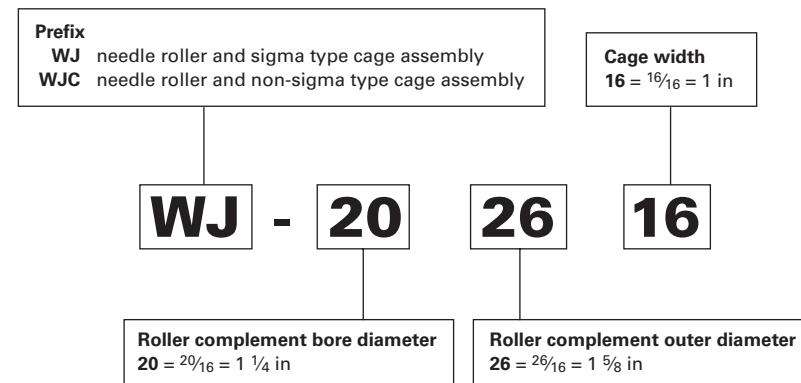 Prefix
WJ needle roller and sigma type cage assembly
WJC needle roller and non-sigma type cage assembly
Cage width
16 = 16/16 = 1 in
WJ - 20 26 16
Roller complement bore diameter
20 = 20/16 = 1 1/4 in
Roller complement outer diameter
26 = 26/16 = 1 5/8 in